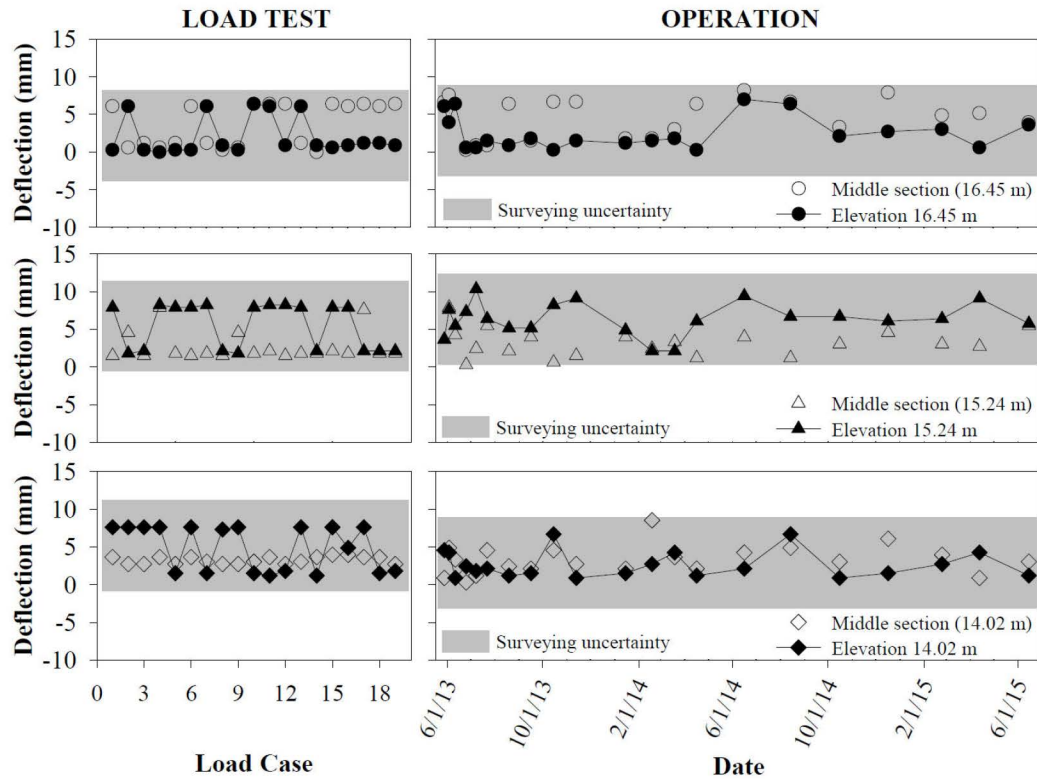 LOAD TEST
OPERATION
Deflection (mm)
15
10
5
0
-5
-10
Surveying uncertainty
Middle section (16.45 m)
Elevation 16.45 m
Deflection (mm)
15
10
5
0
-5
-10
Surveying uncertainty
Middle section (15.24 m)
Elevation 15.24 m
Deflection (mm)
15
10
5
0
-5
-10
Surveying uncertainty
Middle section (14.02 m)
Elevation 14.02 m
0 3 6 9 12 15 18
6/1/13 10/1/13 2/1/14 6/1/14 10/1/14 2/1/15 6/1/15
Load Case
Date